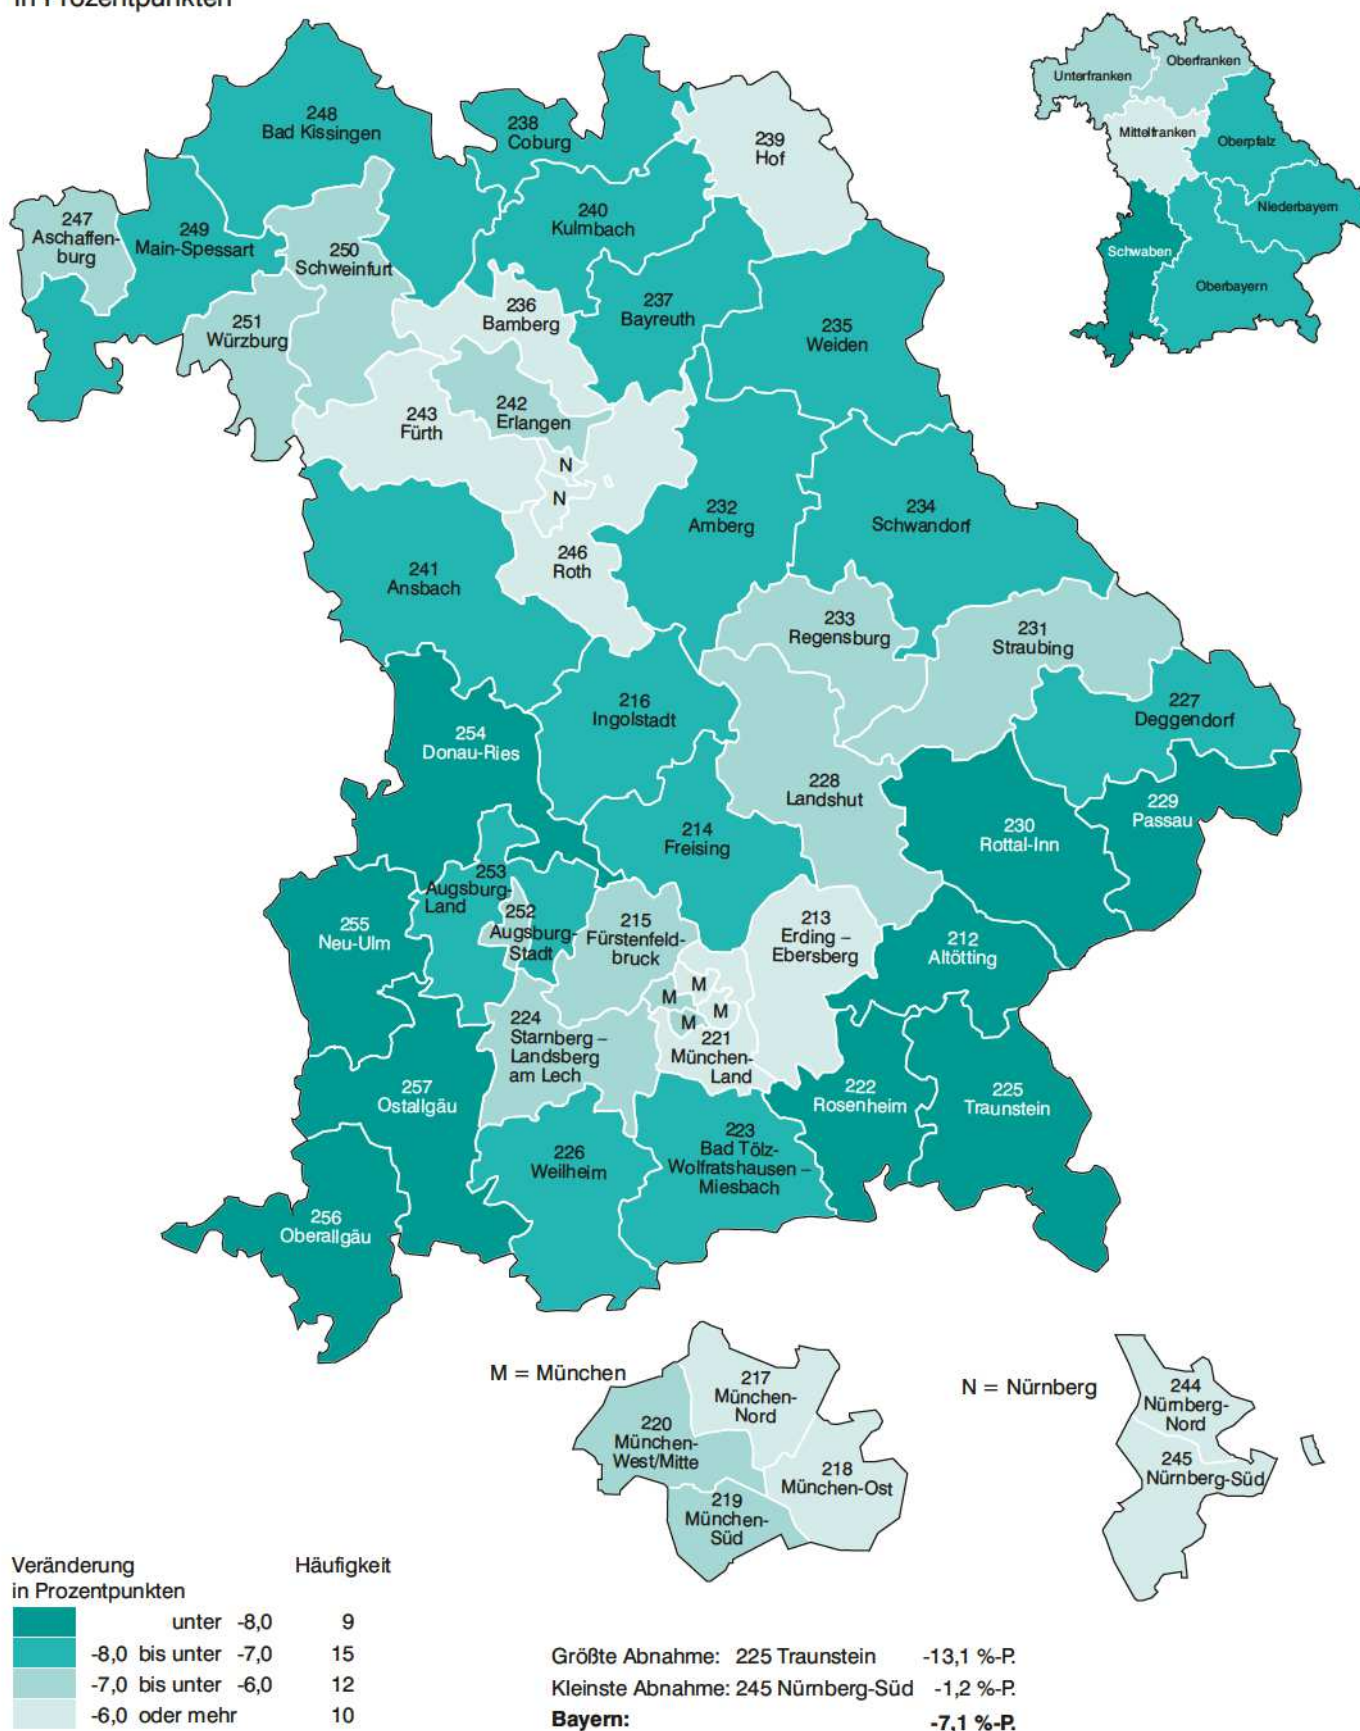 in Prozentpunkten
Unterfranken
Oberfranken
Mittelfranken
Oberpfalz
Niederbayern
Schwaben
Oberbayern
248
Bad Kissingen
238
Coburg
239
Hof
247
Aschaffen-
burg
249
Main-Spessart
240
Kulmbach
250
Schweinfurt
251
Würzburg
236
Bamberg
237
Bayreuth
235
Weiden
243
Fürth
242
Erlangen
N
N
232
Amberg
234
Schwandorf
241
Ansbach
246
Roth
233
Regensburg
231
Straubing
216
Ingolstadt
227
Deggendorf
254
Donau-Ries
228
Landshut
229
Passau
230
Rottal-Inn
214
Freising
253
Augsburg-
Land
252
Augsburg-
Stadt
215
Fürstenfeld-
bruck
213
Erding –
Ebersberg
255
Neu-Ulm
212
Altötting
M
M
M
M
224
Starnberg –
Landsberg
am Lech
221
München-
Land
257
Ostallgäu
222
Rosenheim
225
Traunstein
226
Weilheim
223
Bad Tölz-
Wolfratshausen –
Miesbach
256
Oberallgäu
M = München
217
München-
Nord
220
München-
West/Mitte
218
München-Ost
219
München-
Süd
N = Nürnberg
244
Nürnberg-
Nord
245
Nürnberg-Süd
Veränderung Häufigkeit
in Prozentpunkten
unter -8,0 9
-8,0 bis unter -7,0 15
-7,0 bis unter -6,0 12
-6,0 oder mehr 10
Größte Abnahme: 225 Traunstein -13,1 %-P.
Kleinste Abnahme: 245 Nürnberg-Süd -1,2 %-P.
Bayern: -7,1 %-P.